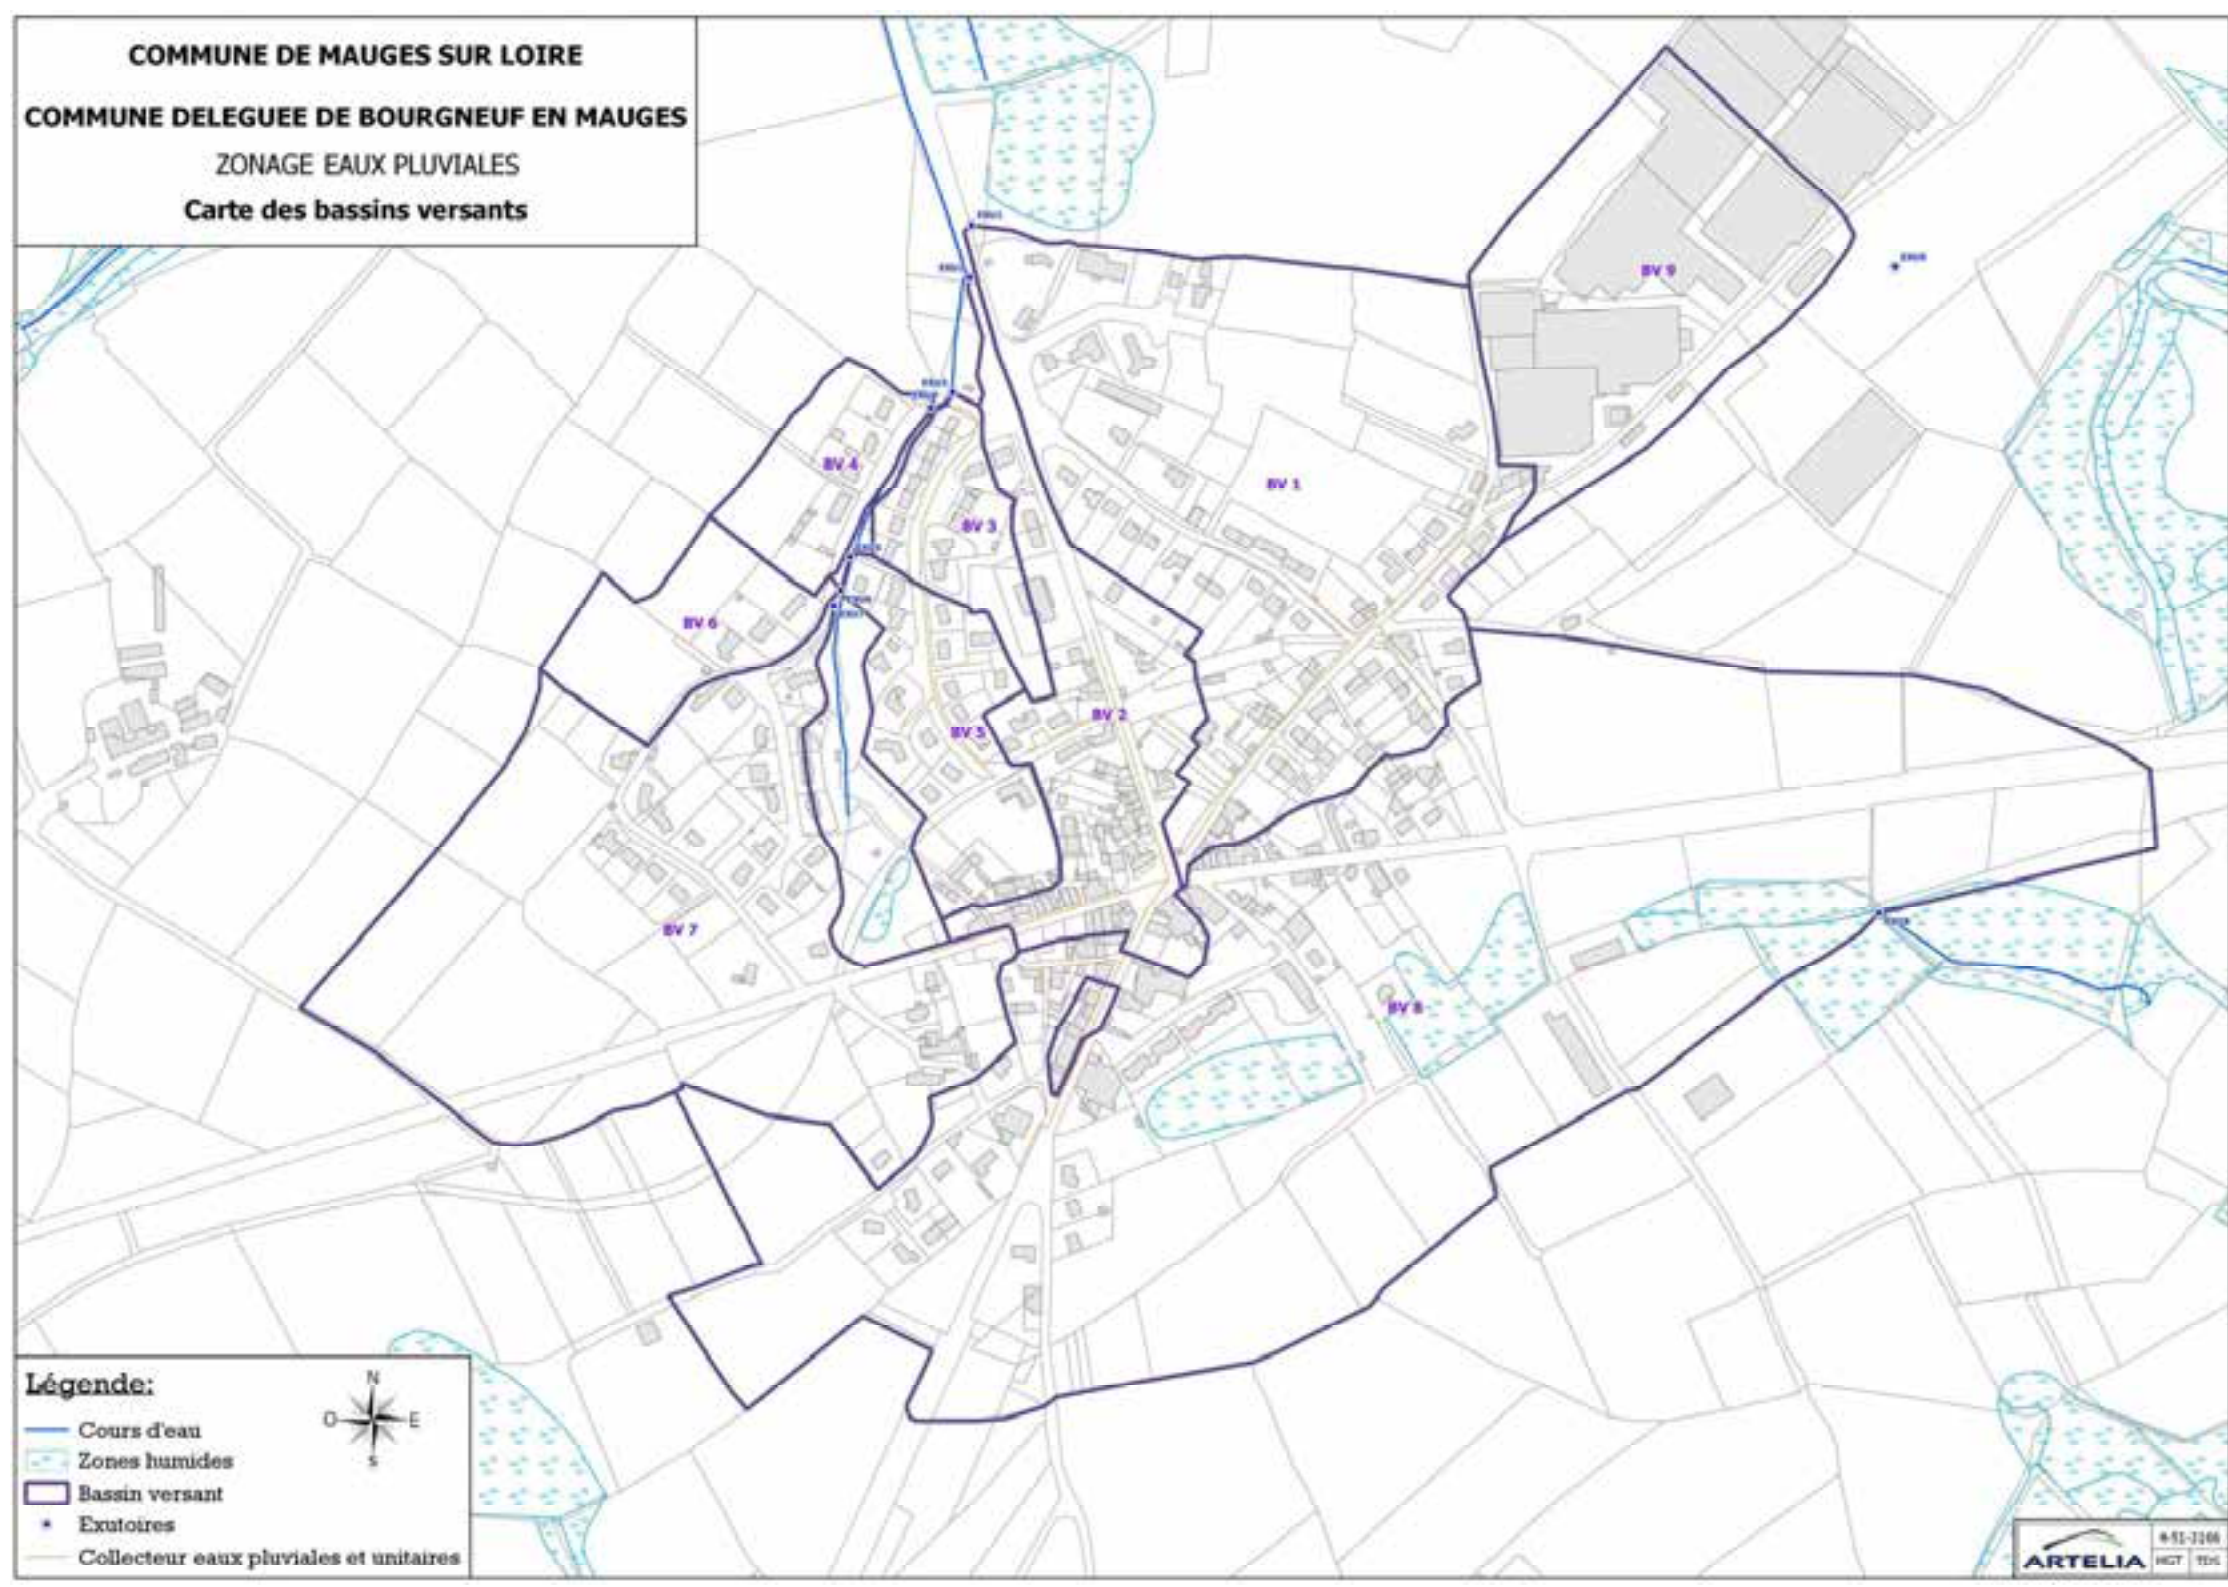 COMMUNE DE MAUGES SUR LOIRE
COMMUNE DELEGUEE DE BOURGNEUF EN MAUGES
ZONAGE EAUX PLUVIALES
Carte des bassins versants
BV 9
BV 4
BV 1
BV 3
BV 6
BV 2
BV 5
BV 7
BV 8
Légende:
N
O
E
S
Cours d'eau
Zones humides
Bassin versant
Exutoires
Collecteur eaux pluviales et unitaires
ARTELIA